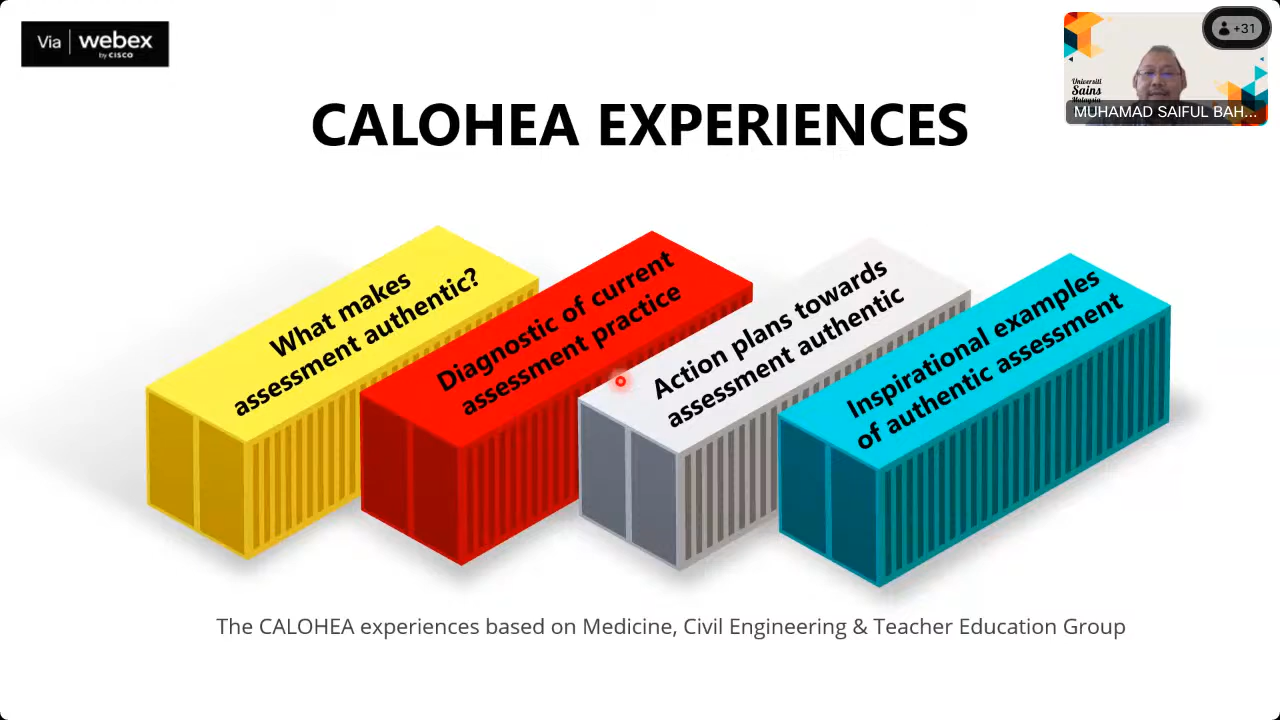 Via webex
by CISCO
+31
Universiti
Sains
Malaysia
MUHAMAD SAIFUL BAH...
CALOHEA EXPERIENCES
What makes
assessment authentic?
Diagnostic of current
assessment practice
Action plans towards
assessment authentic
Inspirational examples
of authentic assessment
The CALOHEA experiences based on Medicine, Civil Engineering & Teacher Education Group